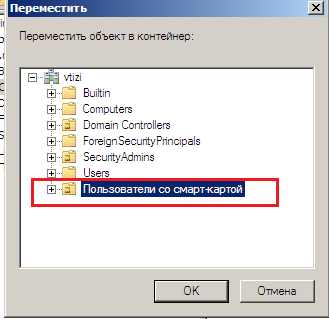 Переместить
Переместить объект в контейнер:
vtizi
Builtin
Computers
Domain Controllers
ForeignSecurityPrincipals
SecurityAdmins
Users
Пользователи со смарт-картой
OK
Отмена